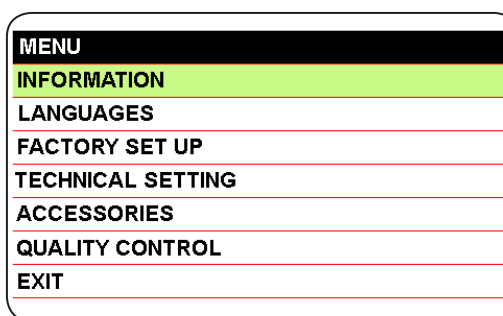 MENU
INFORMATION
LANGUAGES
FACTORY SET UP
TECHNICAL SETTING
ACCESSORIES
QUALITY CONTROL
EXIT